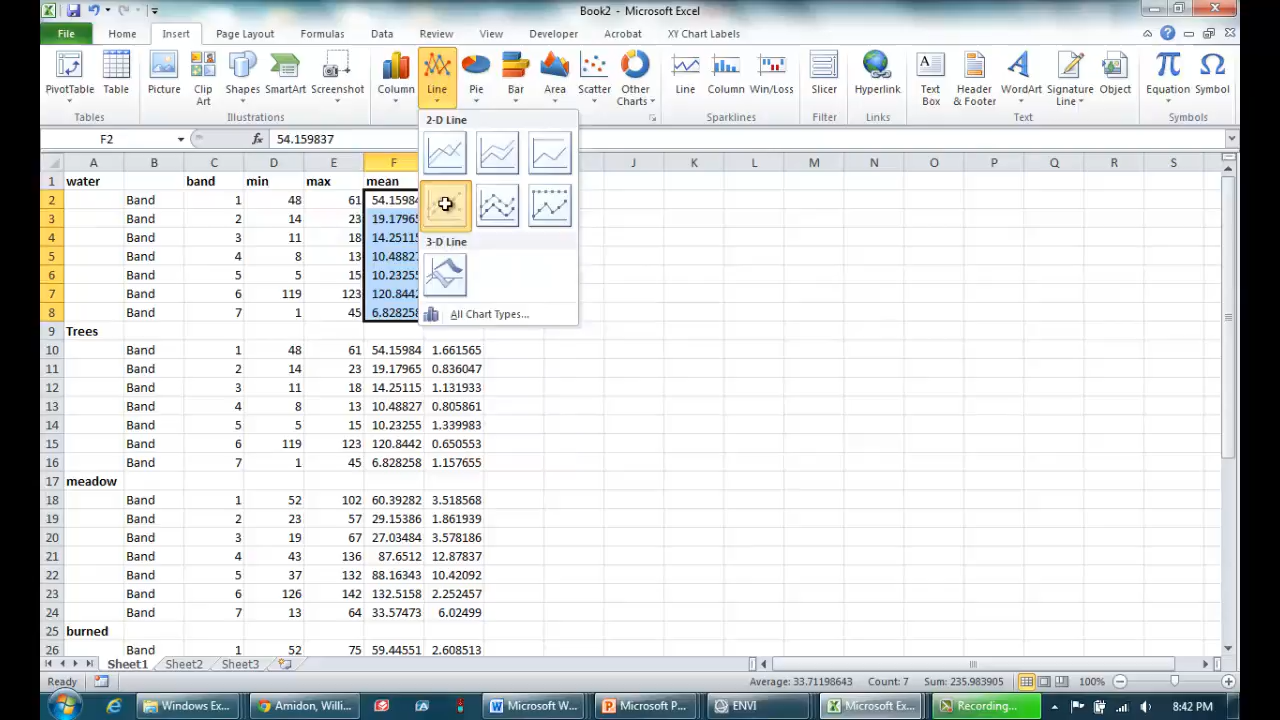 Book2 - Microsoft Excel
File Home Insert Page Layout Formulas Data Review View Developer Acrobat XY Chart Labels
PivotTable Table Picture Clip Art Shapes SmartArt Screenshot Column Line Pie Bar Area Scatter Other Charts Line Column Win/Loss Slicer Hyperlink Text Box Header & Footer WordArt Signature Line Object Equation Symbol
Tables Illustrations Sparklines Filter Links Text Symbols
2-D Line
3-D Line
All Chart Types...
F2 fx 54.159837
A B C D E F J K L M N O P Q R S
1 water band min max mean
2 Band 1 48 61 54.15984
3 Band 2 14 23 19.17965
4 Band 3 11 18 14.25115
5 Band 4 8 13 10.48827
6 Band 5 5 15 10.23255
7 Band 6 119 123 120.8442
8 Band 7 1 45 6.828258
9 Trees
10 Band 1 48 61 54.15984 1.661565
11 Band 2 14 23 19.17965 0.836047
12 Band 3 11 18 14.25115 1.131933
13 Band 4 8 13 10.48827 0.805861
14 Band 5 5 15 10.23255 1.339983
15 Band 6 119 123 120.8442 0.650553
16 Band 7 1 45 6.828258 1.157655
17 meadow
18 Band 1 52 102 60.39282 3.518568
19 Band 2 23 57 29.15386 1.861939
20 Band 3 19 67 27.03484 3.578186
21 Band 4 43 136 87.6512 12.87837
22 Band 5 37 132 88.16343 10.42092
23 Band 6 126 142 132.5158 2.252457
24 Band 7 13 64 33.57473 6.02499
25 burned
26 Band 1 52 75 59.44551 2.608513
Sheet1 Sheet2 Sheet3
Ready Average: 33.71198643 Count: 7 Sum: 235.983905 100%
Windows Ex... Amidon, Willi... Microsoft W... Microsoft P... ENVI Microsoft Ex... Recording... 8:42 PM